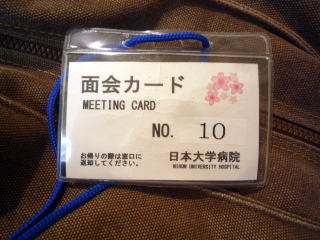 面会カード
MEETING CARD
NO. 10
お帰りの際は窓口に
返却してください。
日本大学病院
NIHON UNIVERSITY HOSPITAL